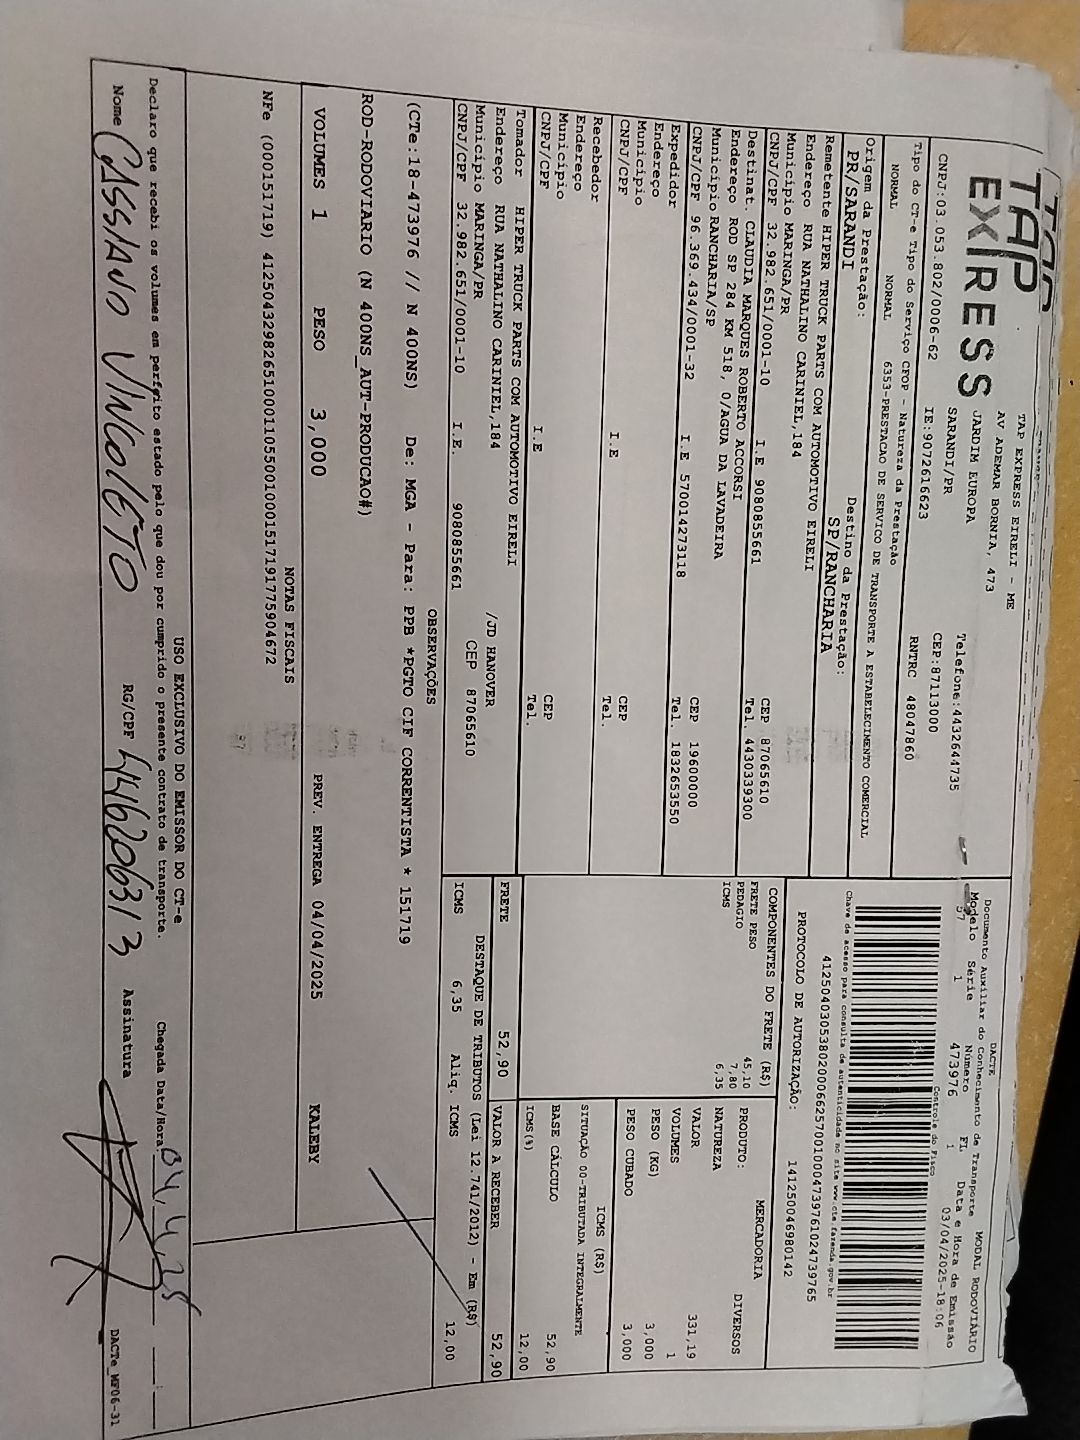 TAP
EXPRESS
TAP EXPRESS EIRELI - ME
AV ADEMAR BORNIA, 473
JARDIM EUROPA
SARANDI/PR
Telefone:4432644735
CEP:87113000
CNPJ:03.053.802/0006-62
IE:9072616623
RNTRC 48047860
DACTE
MODAL RODOVIÁRIO
Documento Auxiliar do Conhecimento de Transporte
Modelo Série Número FL Data e Hora de Emissão
57 1 473976 1 03/04/2025-18:06
Controle do Fisco
Tipo do CT-e Tipo do Serviço CFOP - Natureza da Prestação
NORMAL NORMAL 6353-PRESTACAO DE SERVICO DE TRANSPORTE A ESTABELECIMENTO COMERCIAL
Chave de acesso para consulta de autenticidade no site www.cte.fazenda.gov.br
41250403053802000662570010004739761024739765
PROTOCOLO DE AUTORIZAÇÃO: 141250046980142
Origem da Prestação: Destino da Prestação:
PR/SARANDI SP/RANCHARIA
Remetente HIPER TRUCK PARTS COM AUTOMOTIVO EIRELI
Endereço RUA NATHALINO CARINIEL,184
Município MARINGA/PR CEP 87065610
CNPJ/CPF 32.982.651/0001-10 I.E 9080855661 Tel. 4430339300
Destinat. CLAUDIA MARQUES ROBERTO ACCORSI
Endereço ROD SP 284 KM 518, 0/AGUA DA LAVADEIRA
Município RANCHARIA/SP CEP 19600000
CNPJ/CPF 96.369.434/0001-32 I.E 570014273118 Tel. 1832653550
Expedidor
Endereço
Município CEP
CNPJ/CPF I.E Tel.
Recebedor
Endereço
Município CEP
CNPJ/CPF I.E Tel.
Tomador HIPER TRUCK PARTS COM AUTOMOTIVO EIRELI
Endereço RUA NATHALINO CARINIEL,184 /JD HANOVER
Município MARINGA/PR CEP 87065610
CNPJ/CPF 32.982.651/0001-10 I.E. 9080855661
COMPONENTES DO FRETE (R$)
FRETE PESO 45,10
PEDAGIO 7,80
ICMS 6,35
MERCADORIA
PRODUTO: DIVERSOS
NATUREZA
VALOR 331,19
VOLUMES 1
PESO (KG) 3,000
PESO CUBADO 3,000
ICMS (R$)
SITUAÇÃO 00-TRIBUTADA INTEGRALMENTE
BASE CÁLCULO 52,90
ICMS(%) 12,00
FRETE 52,90 VALOR A RECEBER 52,90
DESTAQUE DE TRIBUTOS (Lei 12.741/2012) - Em (R$)
ICMS 6,35 Aliq. ICMS 12,00
OBSERVAÇÕES
(CTe:18-473976 // N 400NS) De: MGA - Para: PPB *PGTO CIF CORRENTISTA * 151719
ROD-RODOVIARIO (N 400NS_AUT-PRODUCAO#)
VOLUMES 1 PESO 3,000 PREV. ENTREGA 04/04/2025 KALEBY
NOTAS FISCAIS
NFe (000151719) 41250432982651000110550010001517191775904672
USO EXCLUSIVO DO EMISSOR DO CT-e
Declaro que recebi os volumes em perfeito estado pelo que dou por cumprido o presente contrato de transporte. Chegada Data/Hora 04,4,25
Nome CASSIANO VINCOLETO RG/CPF 446206313 Assinatura
DACTe_MF06-31